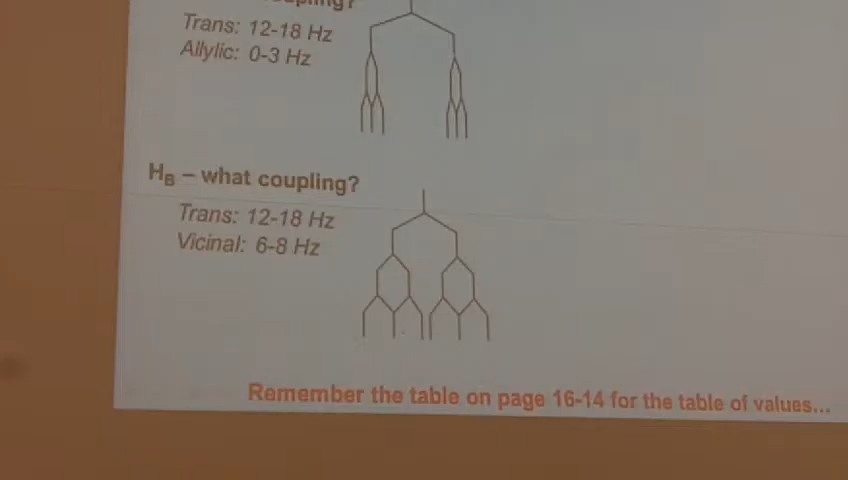 Trans: 12-18 Hz
Allylic: 0-3 Hz
HB – what coupling?
Trans: 12-18 Hz
Vicinal: 6-8 Hz
Remember the table on page 16-14 for the table of values...